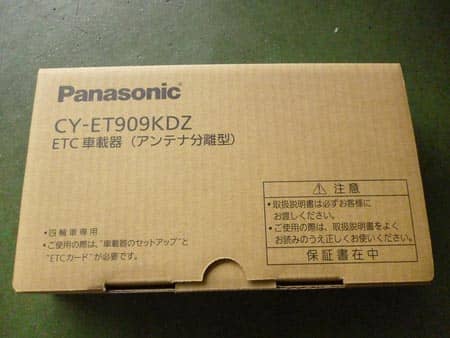 Panasonic
CY-ET909KDZ
ETC 車載器 (アンテナ分離型)
⚠ 注意
•取扱説明書は必ずお客様に
お渡しください。
•ご使用の際は、取扱説明書をよく
お読みのうえ正しくお使いください。
保証書在中
•四輪車専用
•ご使用の際は、"車載器のセットアップ"と
"ETCカード"が必要です。